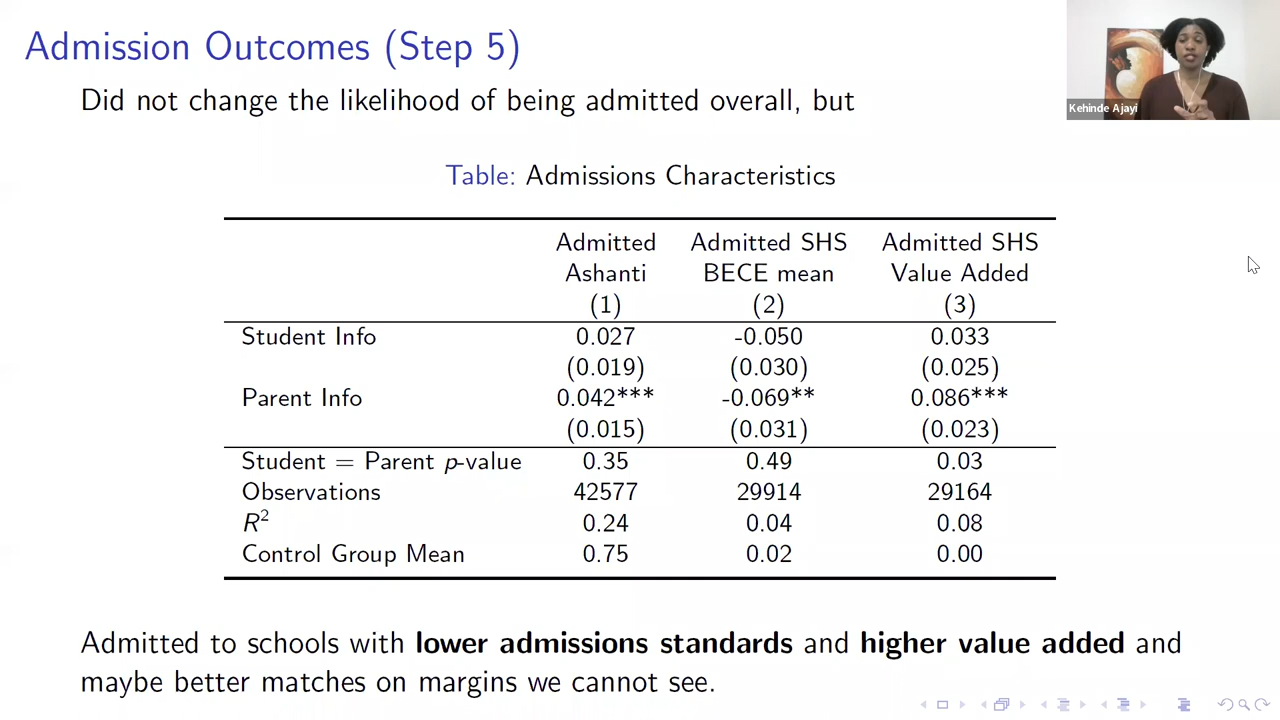 Admission Outcomes (Step 5)
Did not change the likelihood of being admitted overall, but
Kehinde Ajayi
Table: Admissions Characteristics
Admitted Admitted SHS Admitted SHS
Ashanti BECE mean Value Added
(1) (2) (3)
Student Info 0.027 -0.050 0.033
(0.019) (0.030) (0.025)
Parent Info 0.042*** -0.069** 0.086***
(0.015) (0.031) (0.023)
Student = Parent p-value 0.35 0.49 0.03
Observations 42577 29914 29164
R² 0.24 0.04 0.08
Control Group Mean 0.75 0.02 0.00
Admitted to schools with lower admissions standards and higher value added and
maybe better matches on margins we cannot see.